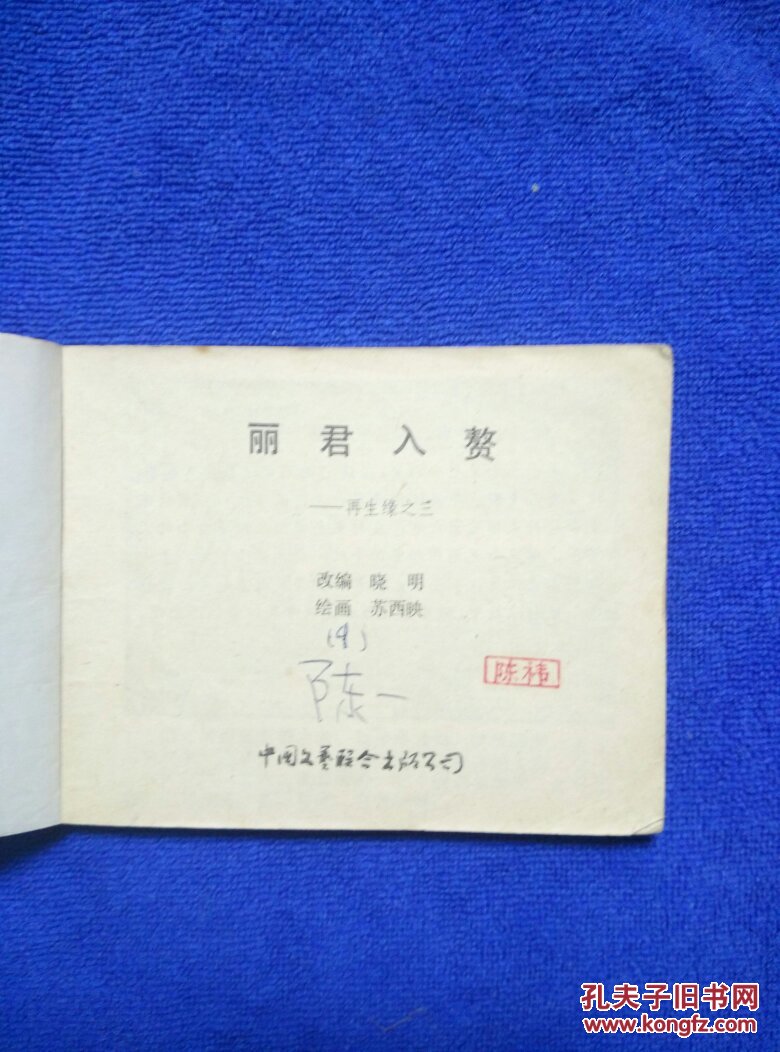 丽君入赘
——再生缘之三
改编 晓 明
绘画 苏西映
(9)
陈一
陈祎
中国文艺联合出版公司
孔夫子旧书网
www.kongfz.com